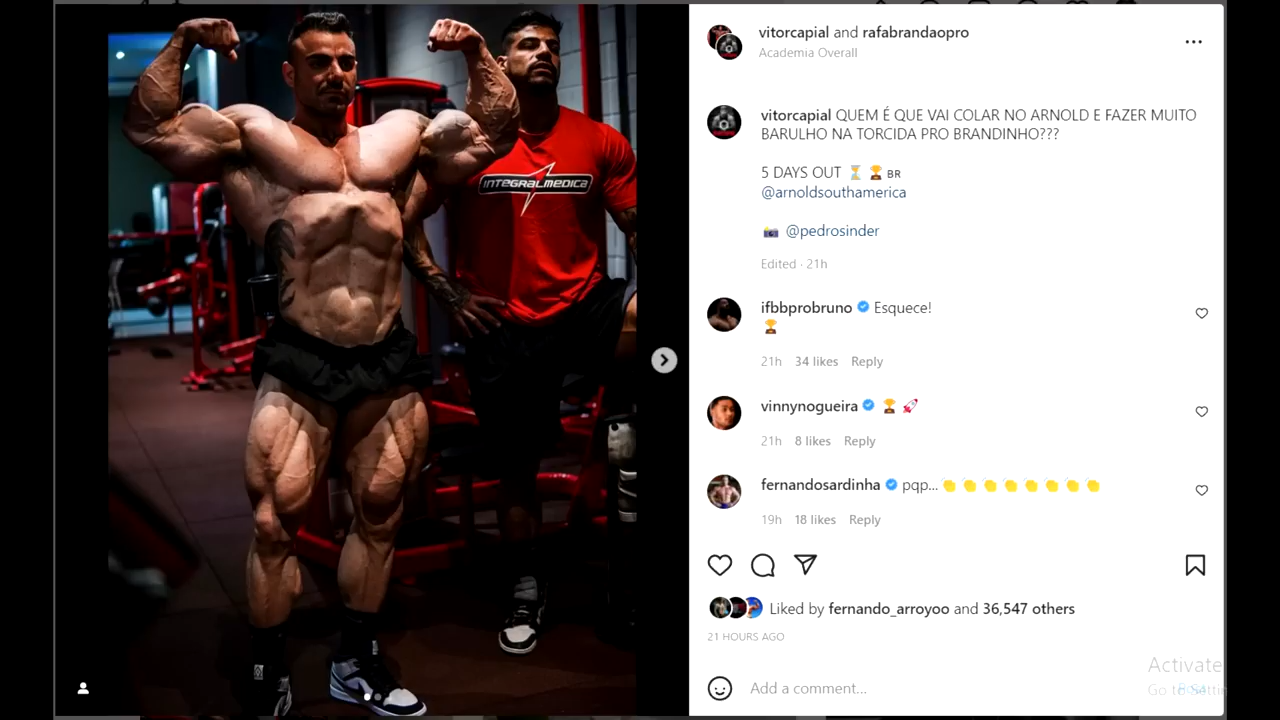 INTEGRALMEDICA
vitorcapial and rafabrandaopro
Academia Overall
vitorcapial QUEM É QUE VAI COLAR NO ARNOLD E FAZER MUITO
BARULHO NA TORCIDA PRO BRANDINHO???
5 DAYS OUT ⏳ 🏆 BR
@arnoldsouthamerica
📸 @pedrosinder
Edited · 21h
ifbbprobruno Esquece!
🏆
21h 34 likes Reply
vinnynogueira 🏆 🚀
21h 8 likes Reply
fernandosardinha pqp... 👏👏👏👏👏👏👏👏
19h 18 likes Reply
Liked by fernando_arroyoo and 36,547 others
21 HOURS AGO
Add a comment...
Activate
Go to Settin